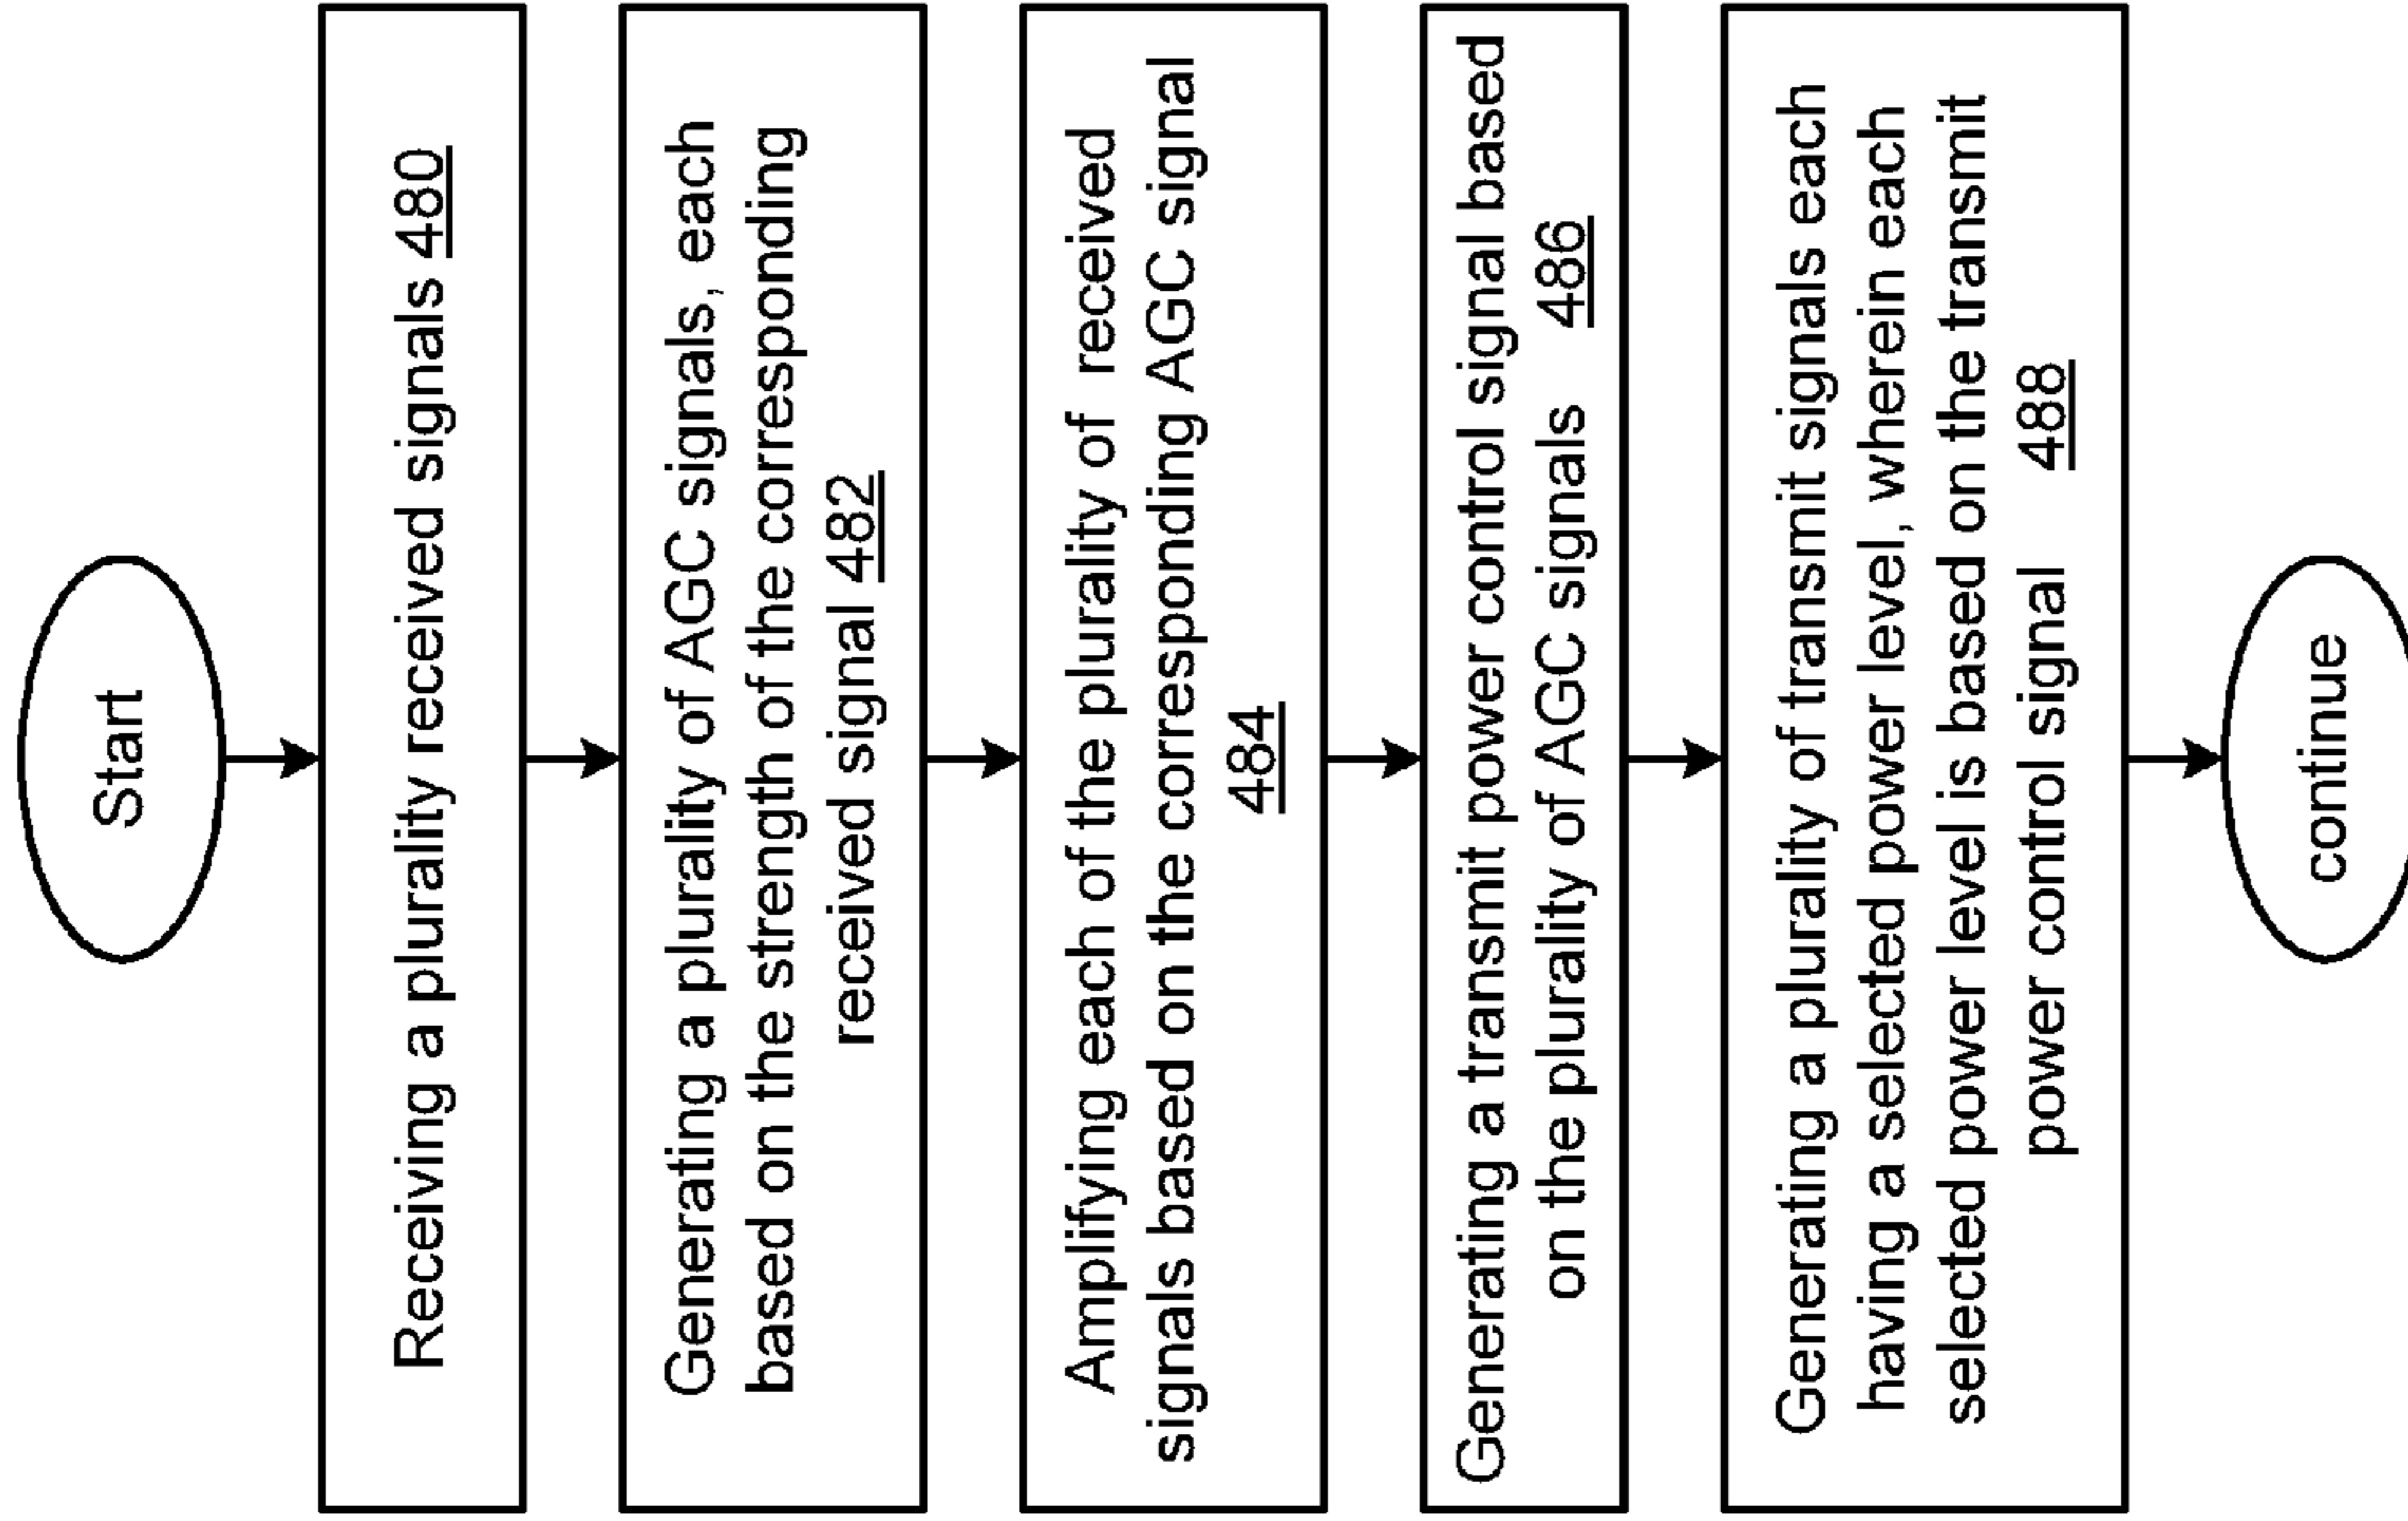 Start
Receiving a plurality received signals 480
Generating a plurality of AGC signals, each
based on the strength of the corresponding
received signal 482
Amplifying each of the plurality of received
signals based on the corresponding AGC signal
484
Generating a transmit power control signal based
on the plurality of AGC signals 486
Generating a plurality of transmit signals each
having a selected power level, wherein each
selected power level is based on the transmit
power control signal 488
continue